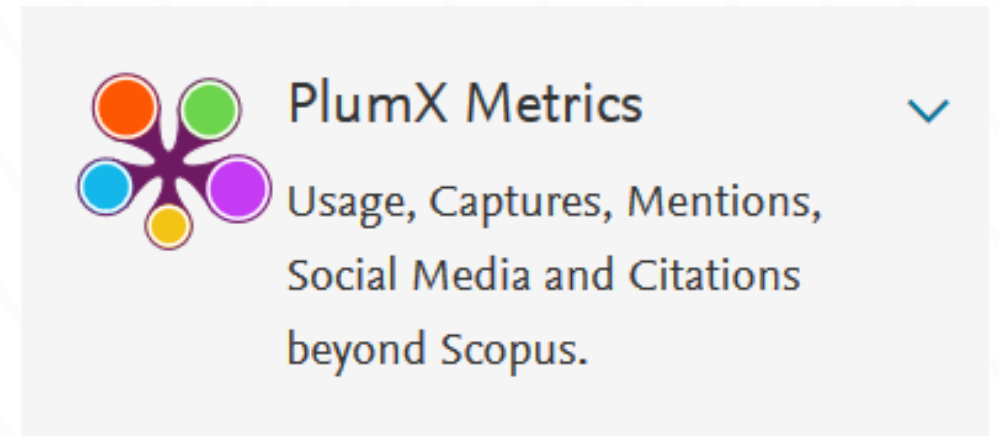 PlumX Metrics
Usage, Captures, Mentions,
Social Media and Citations
beyond Scopus.